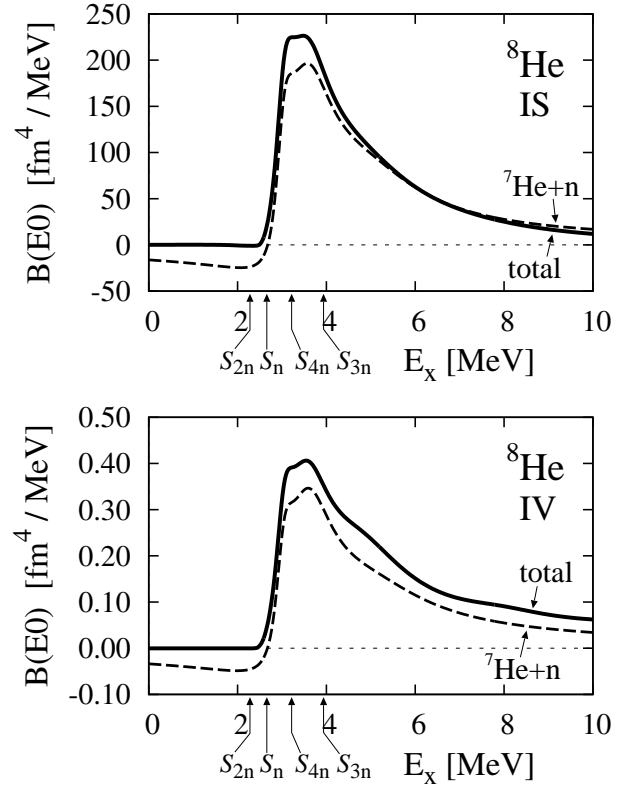 250
200
150
100
50
0
-50
B(E0) [fm⁴ / MeV]
⁸He
IS
⁷He+n
total
0 2 4 6 8 10
S₂ₙ Sₙ S₄ₙ S₃ₙ
Eₓ [MeV]
0.50
0.40
0.30
0.20
0.10
0.00
-0.10
B(E0) [fm⁴ / MeV]
⁸He
IV
total
⁷He+n
0 2 4 6 8 10
S₂ₙ Sₙ S₄ₙ S₃ₙ
Eₓ [MeV]